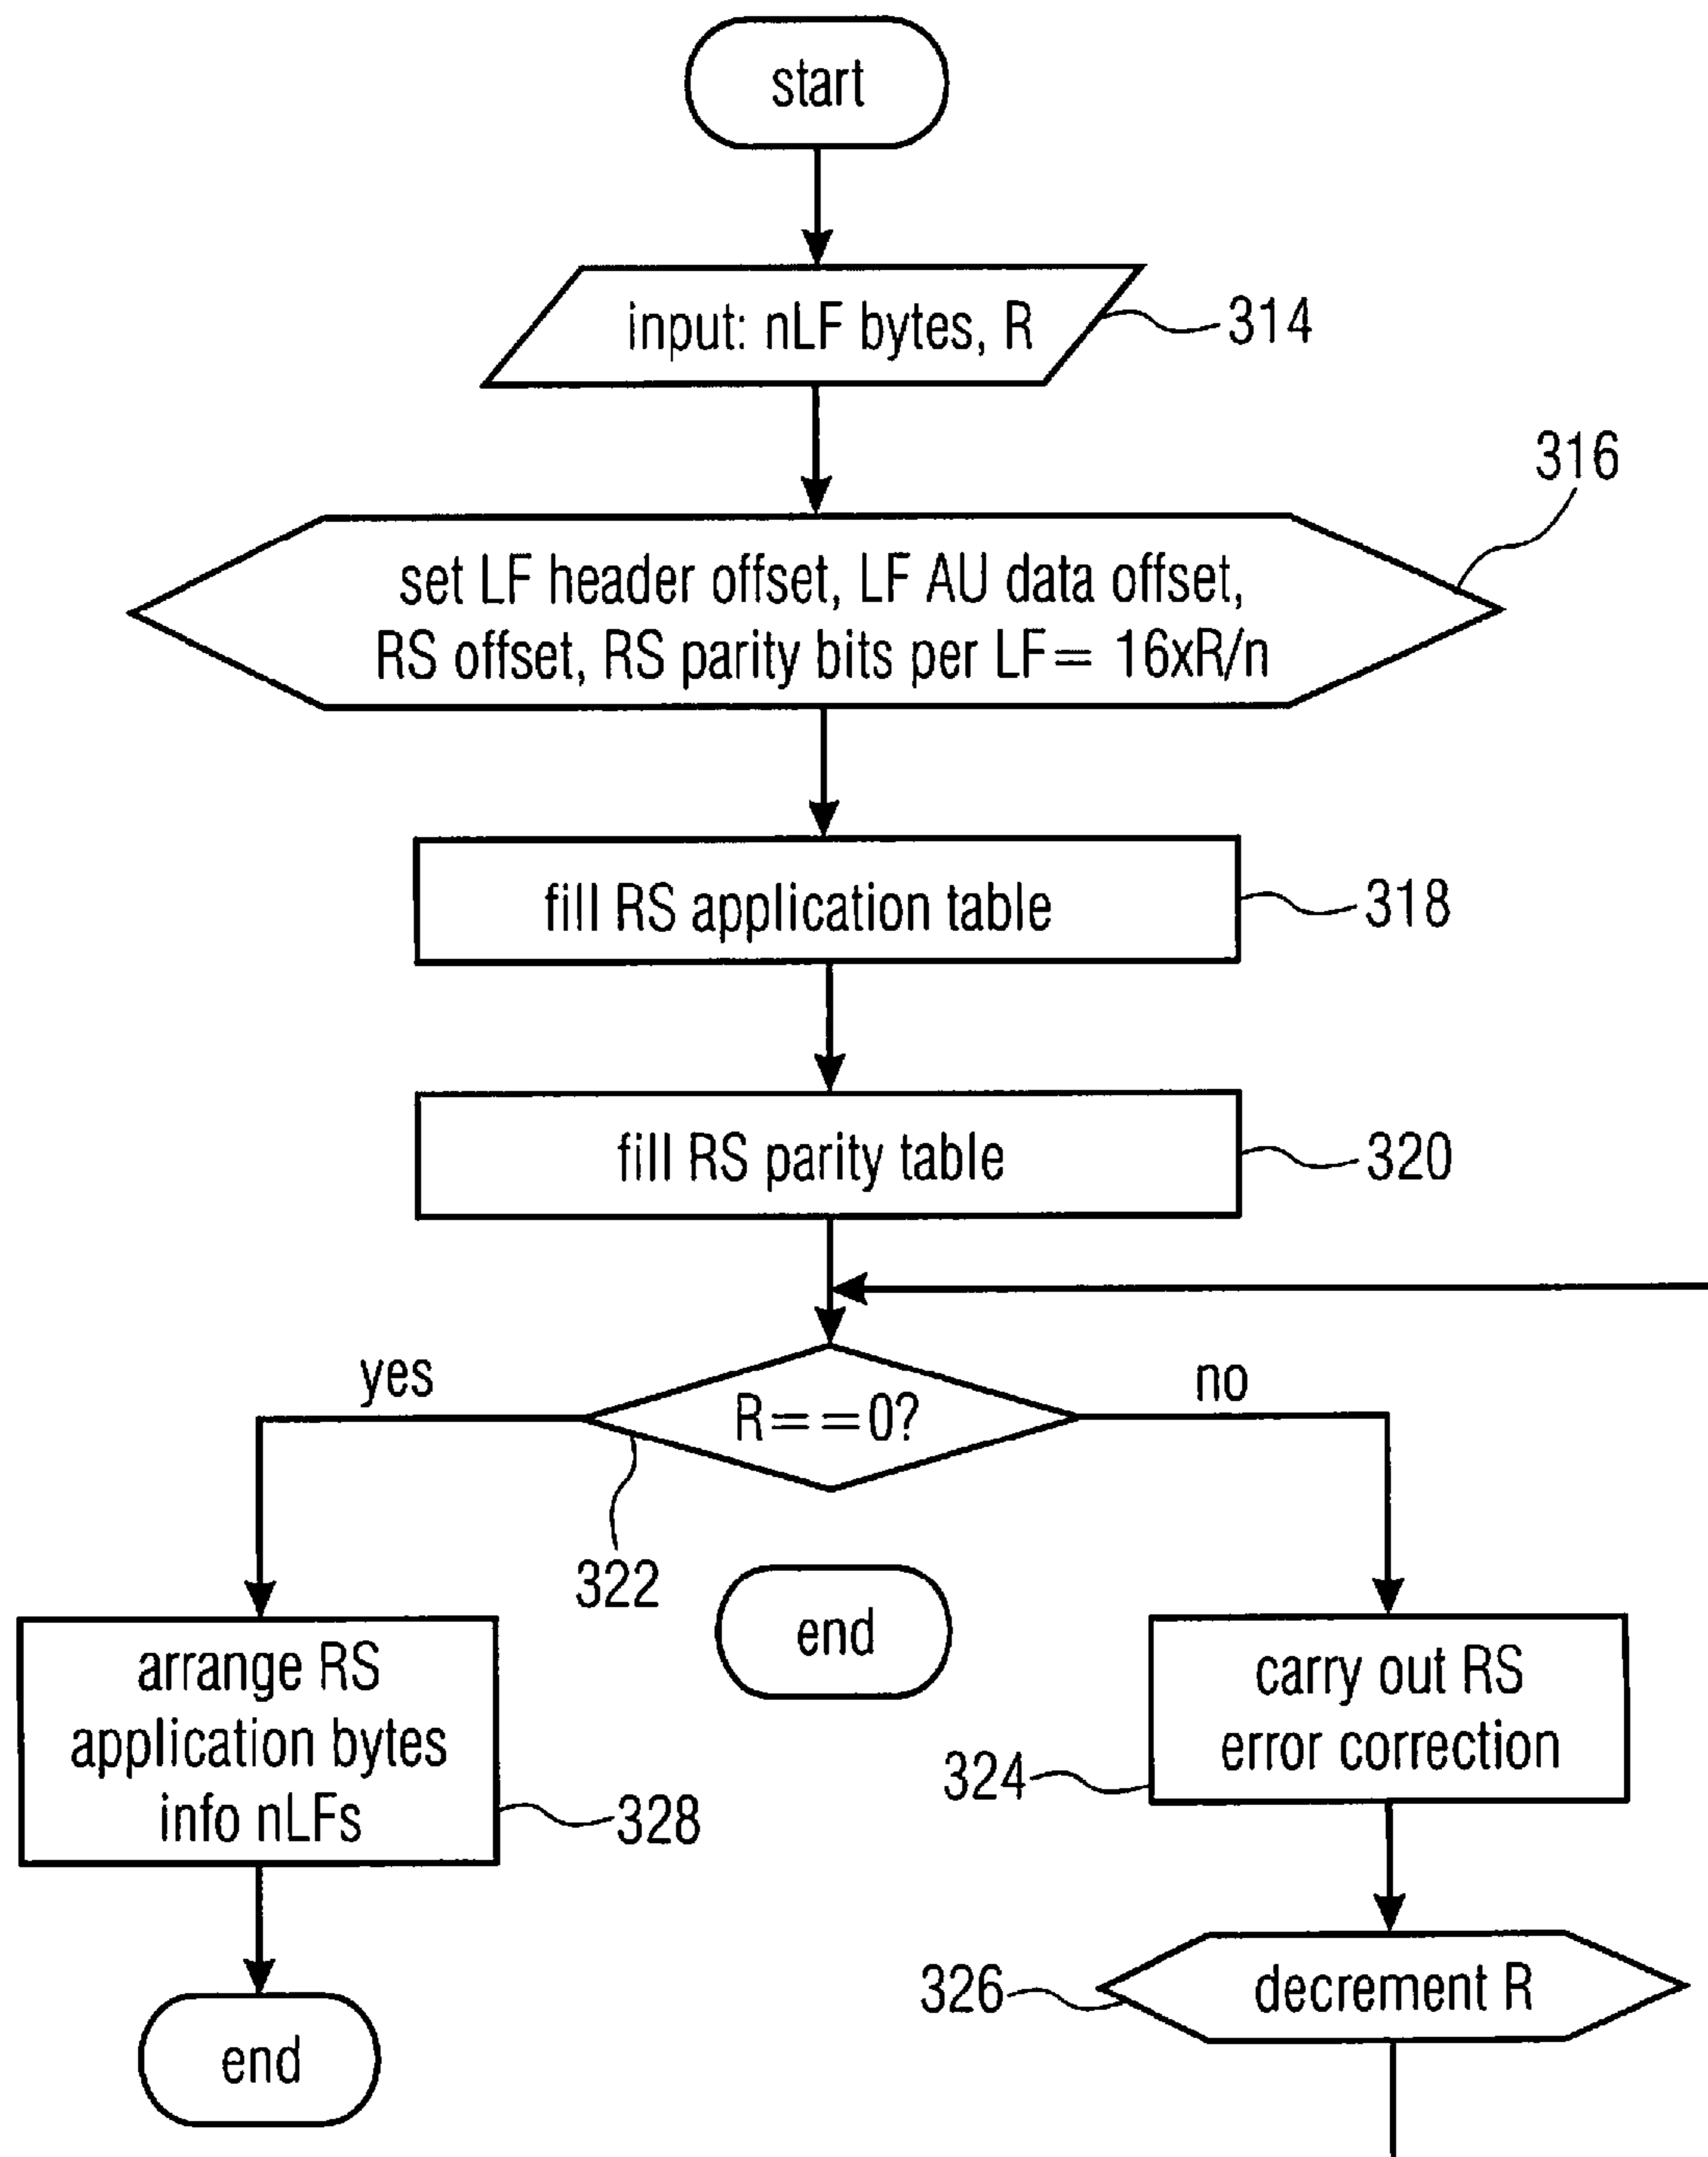 start
input: nLF bytes, R
314
316
set LF header offset, LF AU data offset,
RS offset, RS parity bits per LF= 16xR/n
fill RS application table
318
fill RS parity table
320
yes
no
R==0?
322
end
arrange RS
application bytes
info nLFs
328
carry out RS
error correction
324
decrement R
326
end